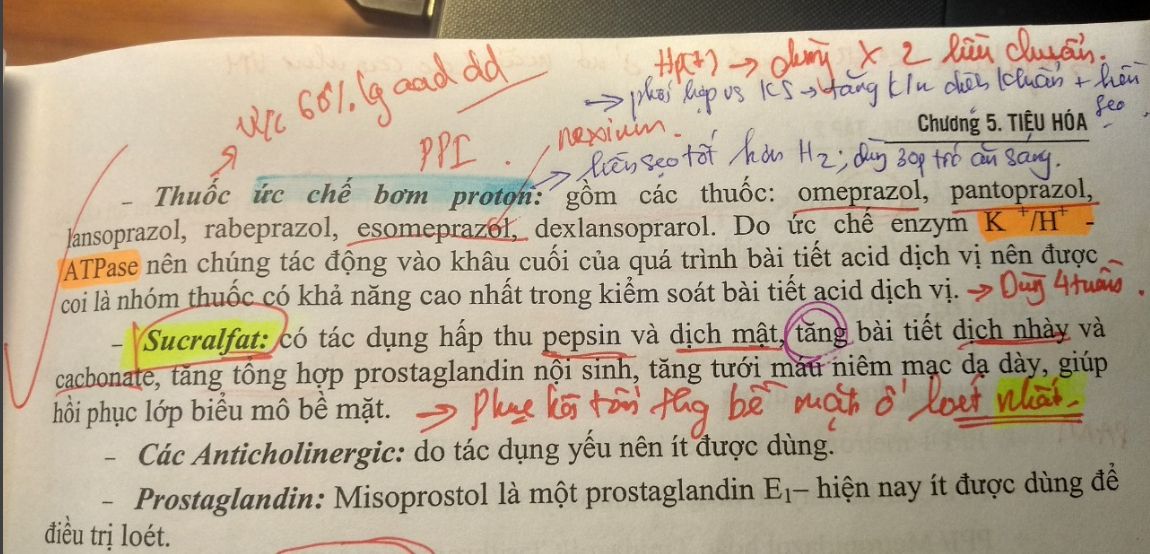 Hp(+) → dùng x 2 liều chuẩn.
ức 60% lg acid dd
→ phối hợp vs KS → tăng k/n diệt khuẩn + liền sẹo
Chương 5. TIÊU HÓA
PPI
nexium.
→ liền sẹo tốt hơn H2; dùng 30p trc ăn sáng.
- Thuốc ức chế bơm proton: gồm các thuốc: omeprazol, pantoprazol,
lansoprazol, rabeprazol, esomeprazol, dexlansoprarol. Do ức chế enzym K+/H+ -
ATPase nên chúng tác động vào khâu cuối của quá trình bài tiết acid dịch vị nên được
coi là nhóm thuốc có khả năng cao nhất trong kiểm soát bài tiết acid dịch vị. → Dùng 4 tuần.
- Sucralfat: có tác dụng hấp thu pepsin và dịch mật, tăng bài tiết dịch nhày và
cacbonate, tăng tổng hợp prostaglandin nội sinh, tăng tưới máu niêm mạc dạ dày, giúp
hồi phục lớp biểu mô bề mặt. → Phục hồi tổn thg bề mặt ổ loét nhất.
- Các Anticholinergic: do tác dụng yếu nên ít được dùng.
- Prostaglandin: Misoprostol là một prostaglandin E1– hiện nay ít được dùng để
điều trị loét.